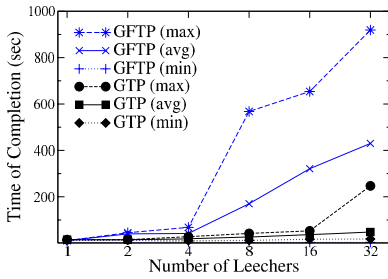 1000
800
600
400
200
Time of Completion (sec)
GFTP (max)
GFTP (avg)
GFTP (min)
GTP (max)
GTP (avg)
GTP (min)
1 2 4 8 16 32
Number of Leechers